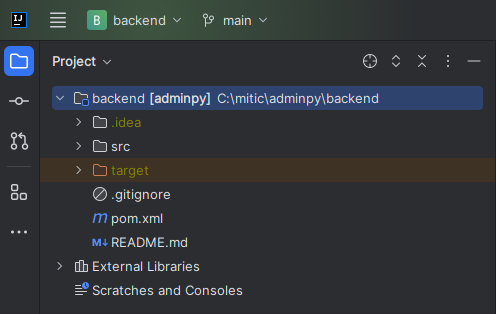 IJ B backend main
Project
backend [adminpy] C:\mitic\adminpy\backend
.idea
src
target
.gitignore
m pom.xml
M↓ README.md
External Libraries
Scratches and Consoles